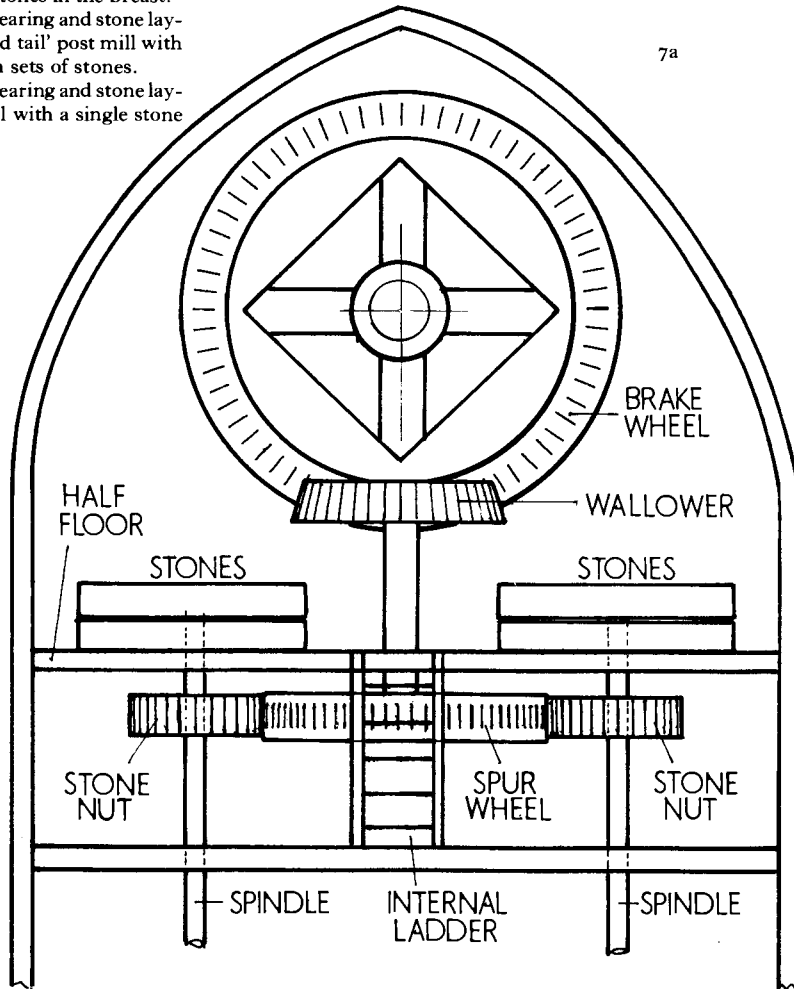 stones in the breast.
earing and stone lay-
d tail' post mill with
sets of stones.
earing and stone lay-
l with a single stone
7a
BRAKE
WHEEL
HALF
FLOOR
WALLOWER
STONES
STONES
STONE
NUT
SPUR
WHEEL
STONE
NUT
SPINDLE
INTERNAL
LADDER
SPINDLE